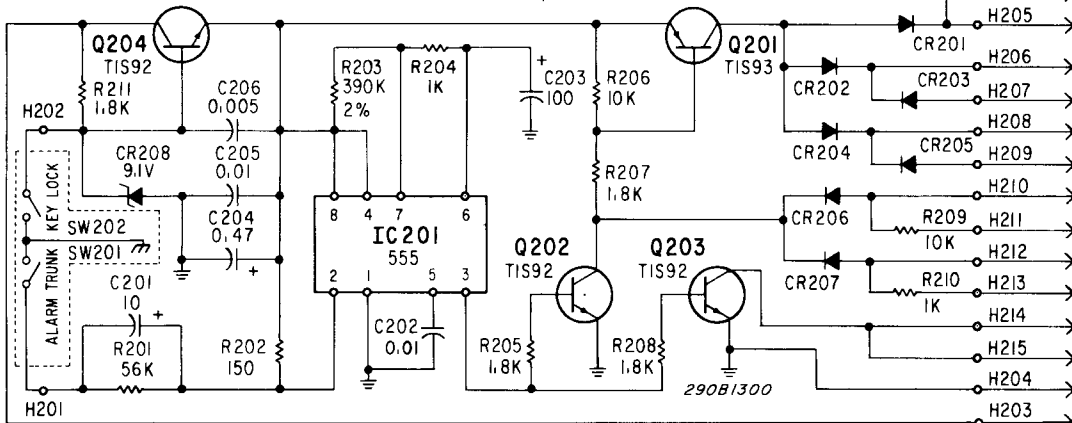 Q204
TIS92
R211
1.8K
H202
C206
0.005
CR208
9.1V
C205
0.01
C204
0.47
+
KEY LOCK
SW202
SW201
ALARM TRUNK
C201
10
+
R201
56K
H201
R202
150
R203
390K
2%
R204
1K
+
C203
100
8
4
7
6
IC201
555
2
1
5
3
C202
0.01
R206
10K
R207
1.8K
Q201
TIS93
Q202
TIS92
Q203
TIS92
R205
1.8K
R208
1.8K
290B1300
CR201
CR202
CR203
CR204
CR205
CR206
R209
10K
CR207
R210
1K
H205
H206
H207
H208
H209
H210
H211
H212
H213
H214
H215
H204
H203